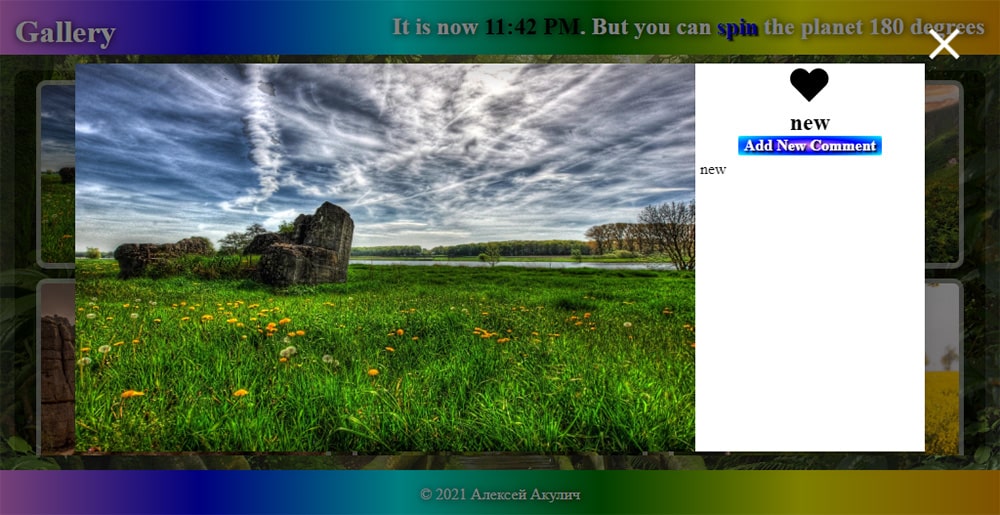 Gallery
It is now 11:42 PM. But you can spin the planet 180 degrees
new
Add New Comment
new
© 2021 Алексей Акулич